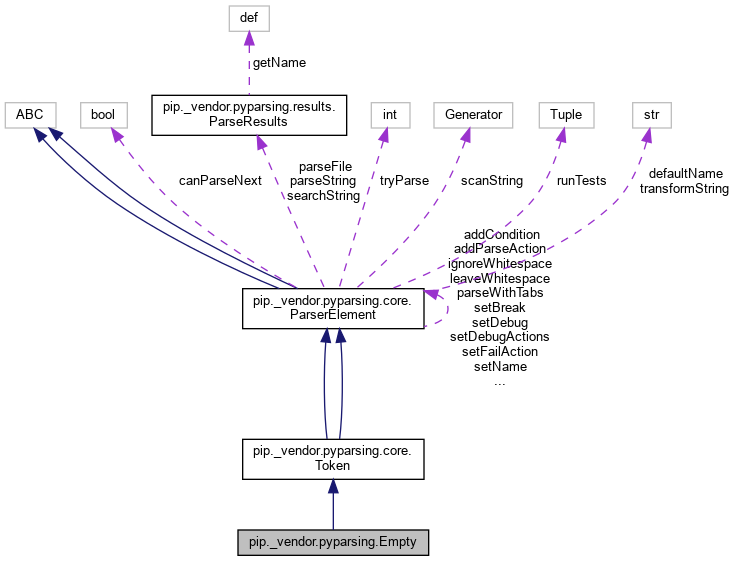 def
getName
ABC
bool
pip._vendor.pyparsing.results.
ParseResults
int
Generator
Tuple
str
canParseNext
parseFile
parseString
searchString
tryParse
scanString
runTests
defaultName
transformString
addCondition
addParseAction
ignoreWhitespace
leaveWhitespace
parseWithTabs
setBreak
setDebug
setDebugActions
setFailAction
setName
...
pip._vendor.pyparsing.core.
ParserElement
pip._vendor.pyparsing.core.
Token
pip._vendor.pyparsing.Empty